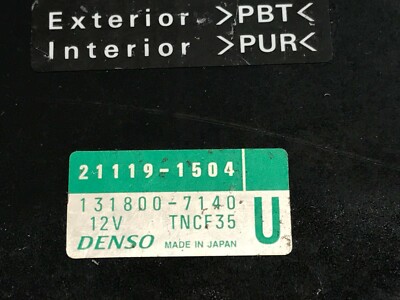 Exterior >PBT<
Interior >PUR<
21119-1504
131800-7140
12V TNCF35
DENSO MADE IN JAPAN
U